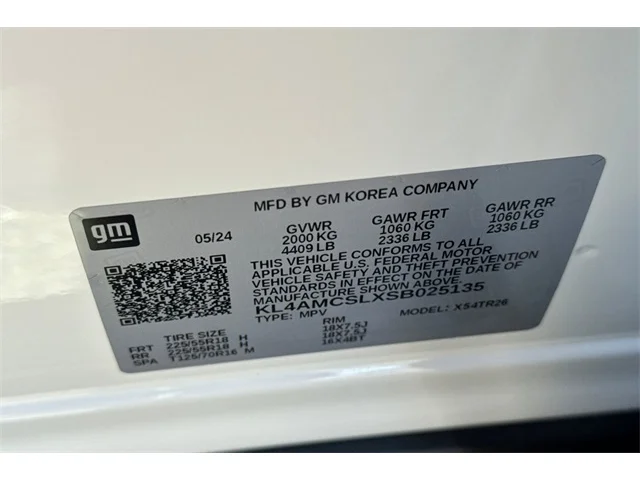 MFD BY GM KOREA COMPANY
gm
05/24
GVWR
2000 KG
4409 LB
GAWR FRT
1060 KG
2336 LB
GAWR RR
1060 KG
2336 LB
THIS VEHICLE CONFORMS TO ALL
APPLICABLE U.S. FEDERAL MOTOR
VEHICLE SAFETY AND THEFT PREVENTION
STANDARDS IN EFFECT ON THE DATE OF
MANUFACTURE SHOWN ABOVE
KL4AMCSLXSB025135
TYPE: MPV
MODEL: XS4TR26
TIRE SIZE RIM
FRT 225/55R18 H 18X7.5J
RR 225/55R18 H 18X7.5J
SPA T125/70R16 M 16X4BT